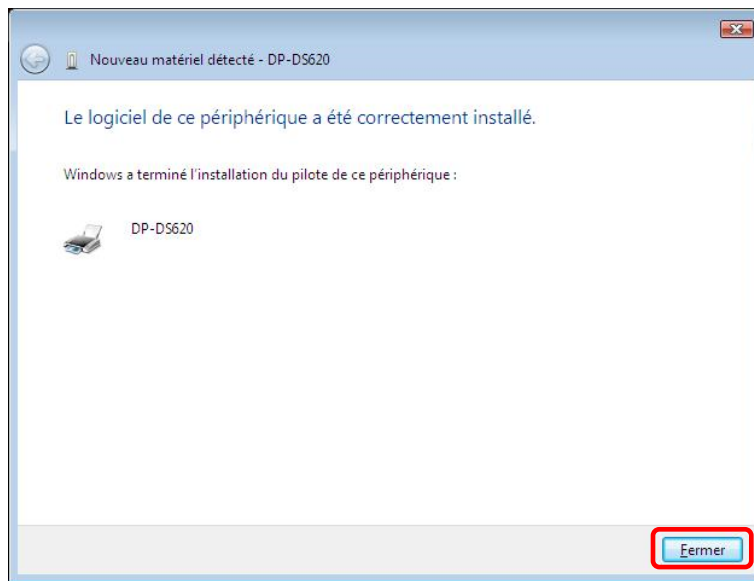 Nouveau matériel détecté - DP-DS620
Le logiciel de ce périphérique a été correctement installé.
Windows a terminé l'installation du pilote de ce périphérique :
DP-DS620
Fermer